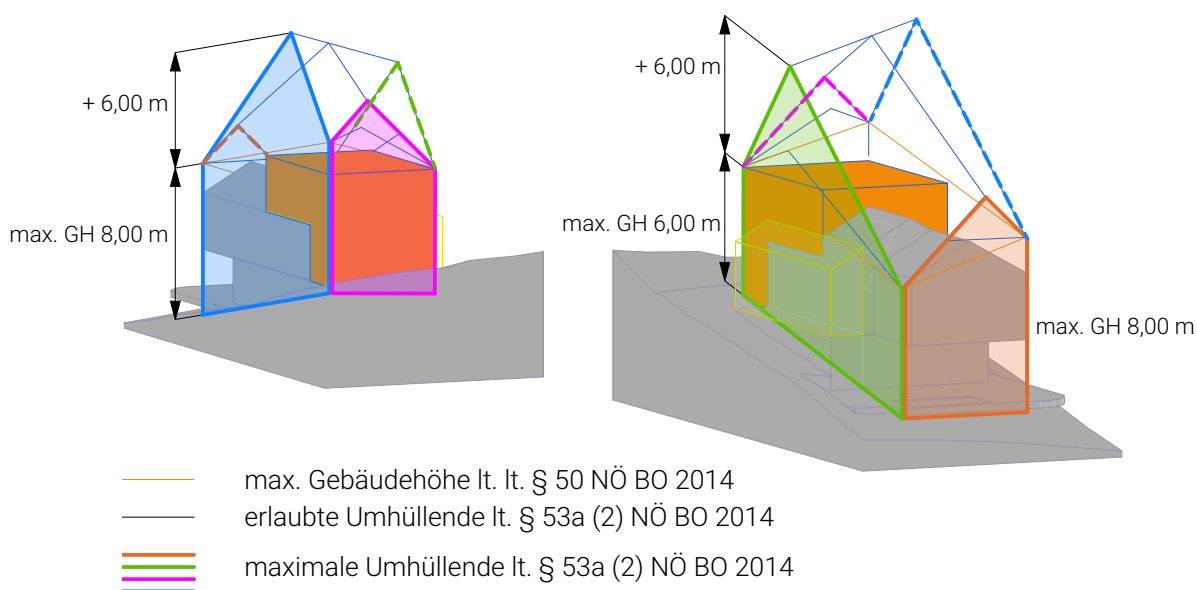 + 6,00 m
max. GH 8,00 m
+ 6,00 m
max. GH 6,00 m
max. GH 8,00 m
max. Gebäudehöhe lt. lt. § 50 NÖ BO 2014
erlaubte Umhüllende lt. § 53a (2) NÖ BO 2014
maximale Umhüllende lt. § 53a (2) NÖ BO 2014